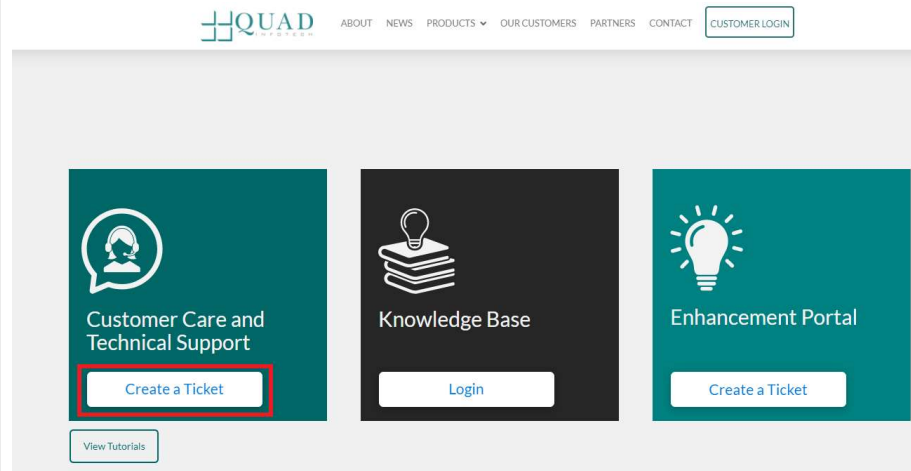 QUAD
INFOTECH
ABOUT NEWS PRODUCTS OUR CUSTOMERS PARTNERS CONTACT CUSTOMER LOGIN
Customer Care and
Technical Support
Create a Ticket
Knowledge Base
Login
Enhancement Portal
Create a Ticket
View Tutorials